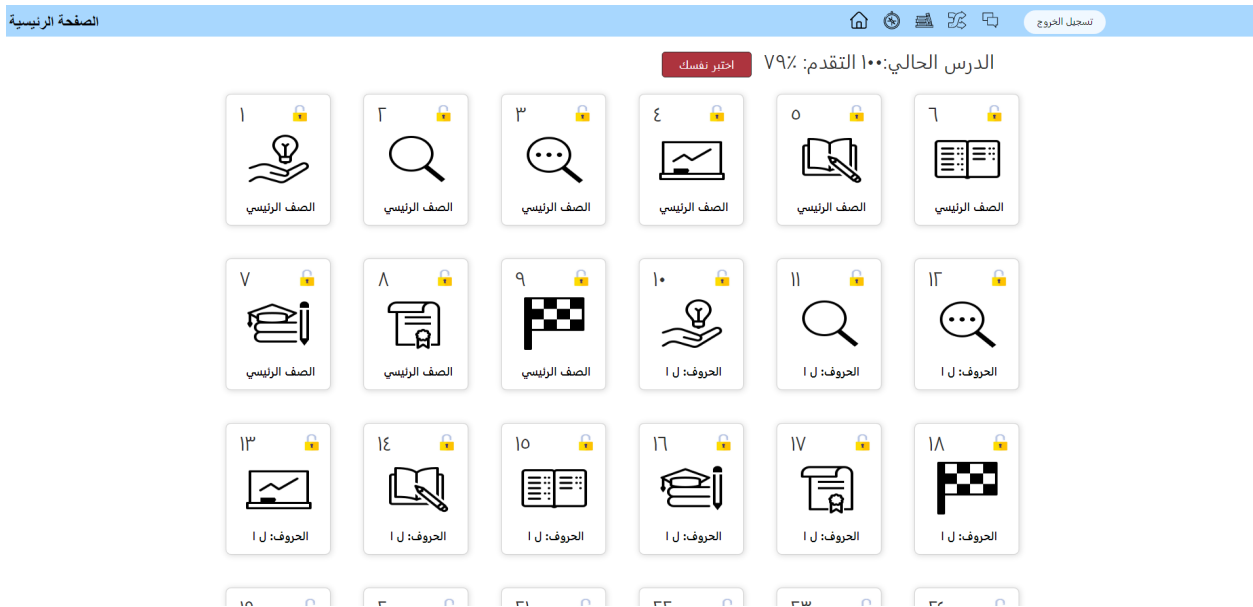 الصفحة الرئيسية
تسجيل الخروج
الدرس الحالي:١٠٠ التقدم: ٧٩٪
اختبر نفسك
١
الصف الرئيسي
٢
الصف الرئيسي
٣
الصف الرئيسي
٤
الصف الرئيسي
٥
الصف الرئيسي
٦
الصف الرئيسي
٧
الصف الرئيسي
٨
الصف الرئيسي
٩
الصف الرئيسي
١٠
الحروف: ل ا
١١
الحروف: ل ا
١٢
الحروف: ل ا
١٣
الحروف: ل ا
١٤
الحروف: ل ا
١٥
الحروف: ل ا
١٦
الحروف: ل ا
١٧
الحروف: ل ا
١٨
الحروف: ل ا